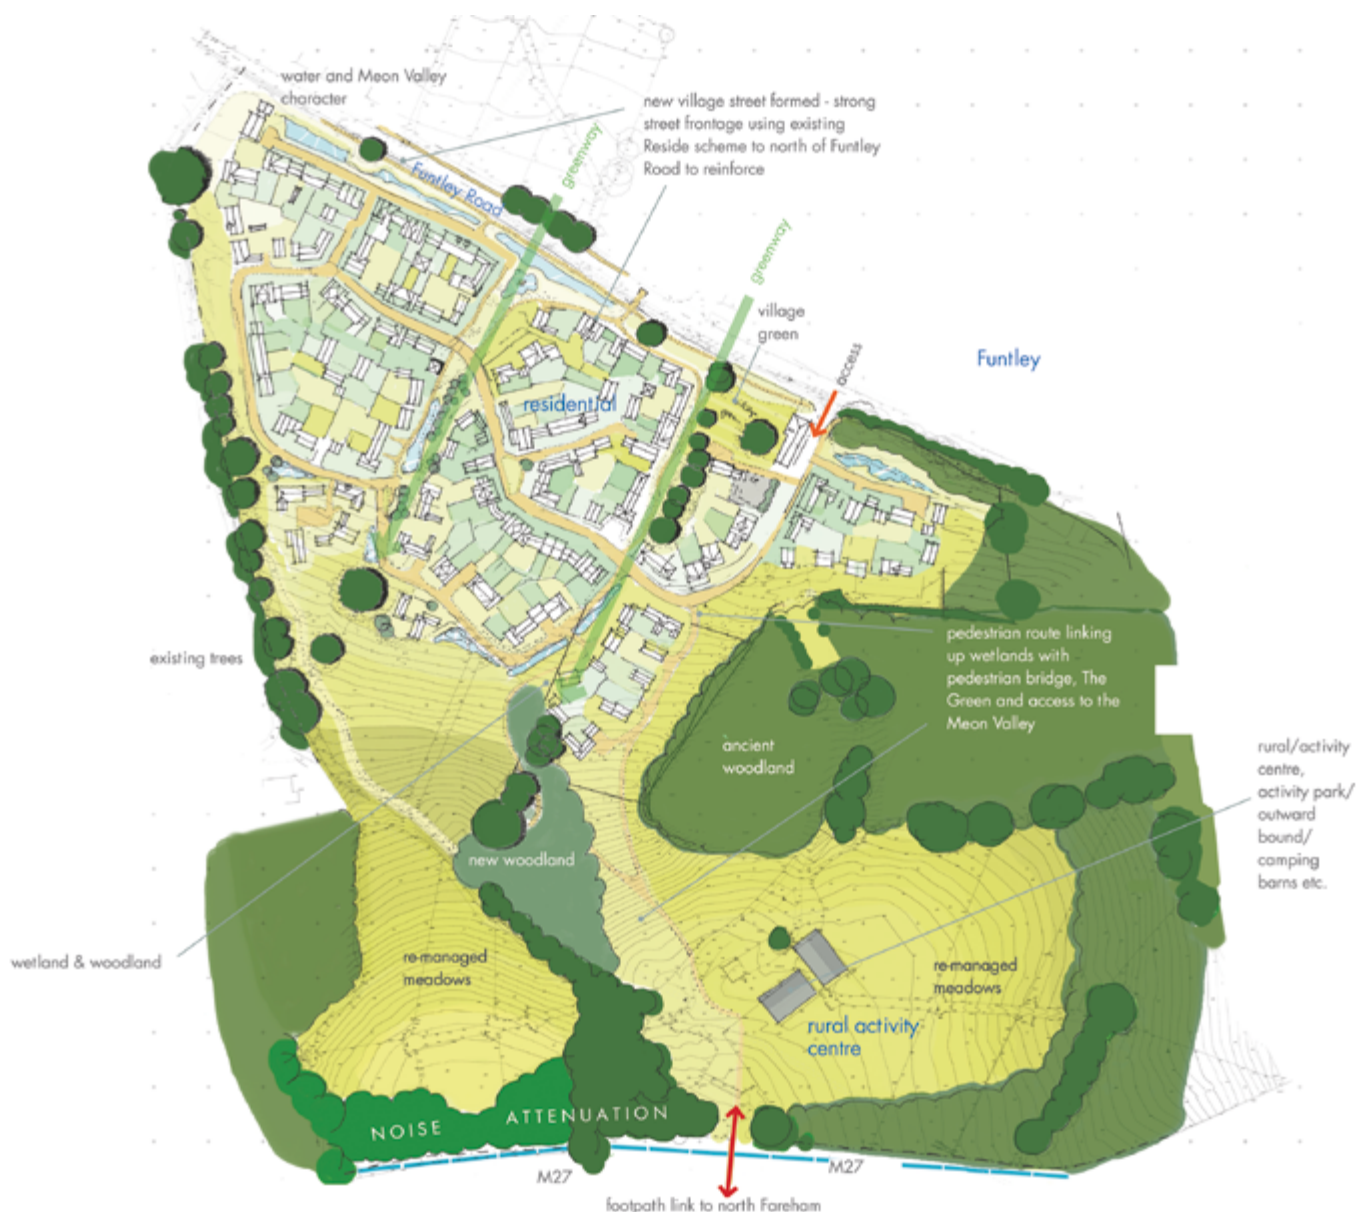 water and Meon Valley
character
new village street formed - strong
street frontage using existing
Reside scheme to north of Funtley
Road to reinforce
greenway
Funtley Road
greenway
village
green
access
Funtley
residential
existing trees
pedestrian route linking
up wetlands with
pedestrian bridge, The
Green and access to the
Meon Valley
ancient
woodland
rural/activity
centre,
activity park/
outward
bound/
camping
barns etc.
new woodland
wetland & woodland
re-managed
meadows
re-managed
meadows
rural activity
centre
NOISE ATTENUATION
M27
M27
footpath link to north Fareham